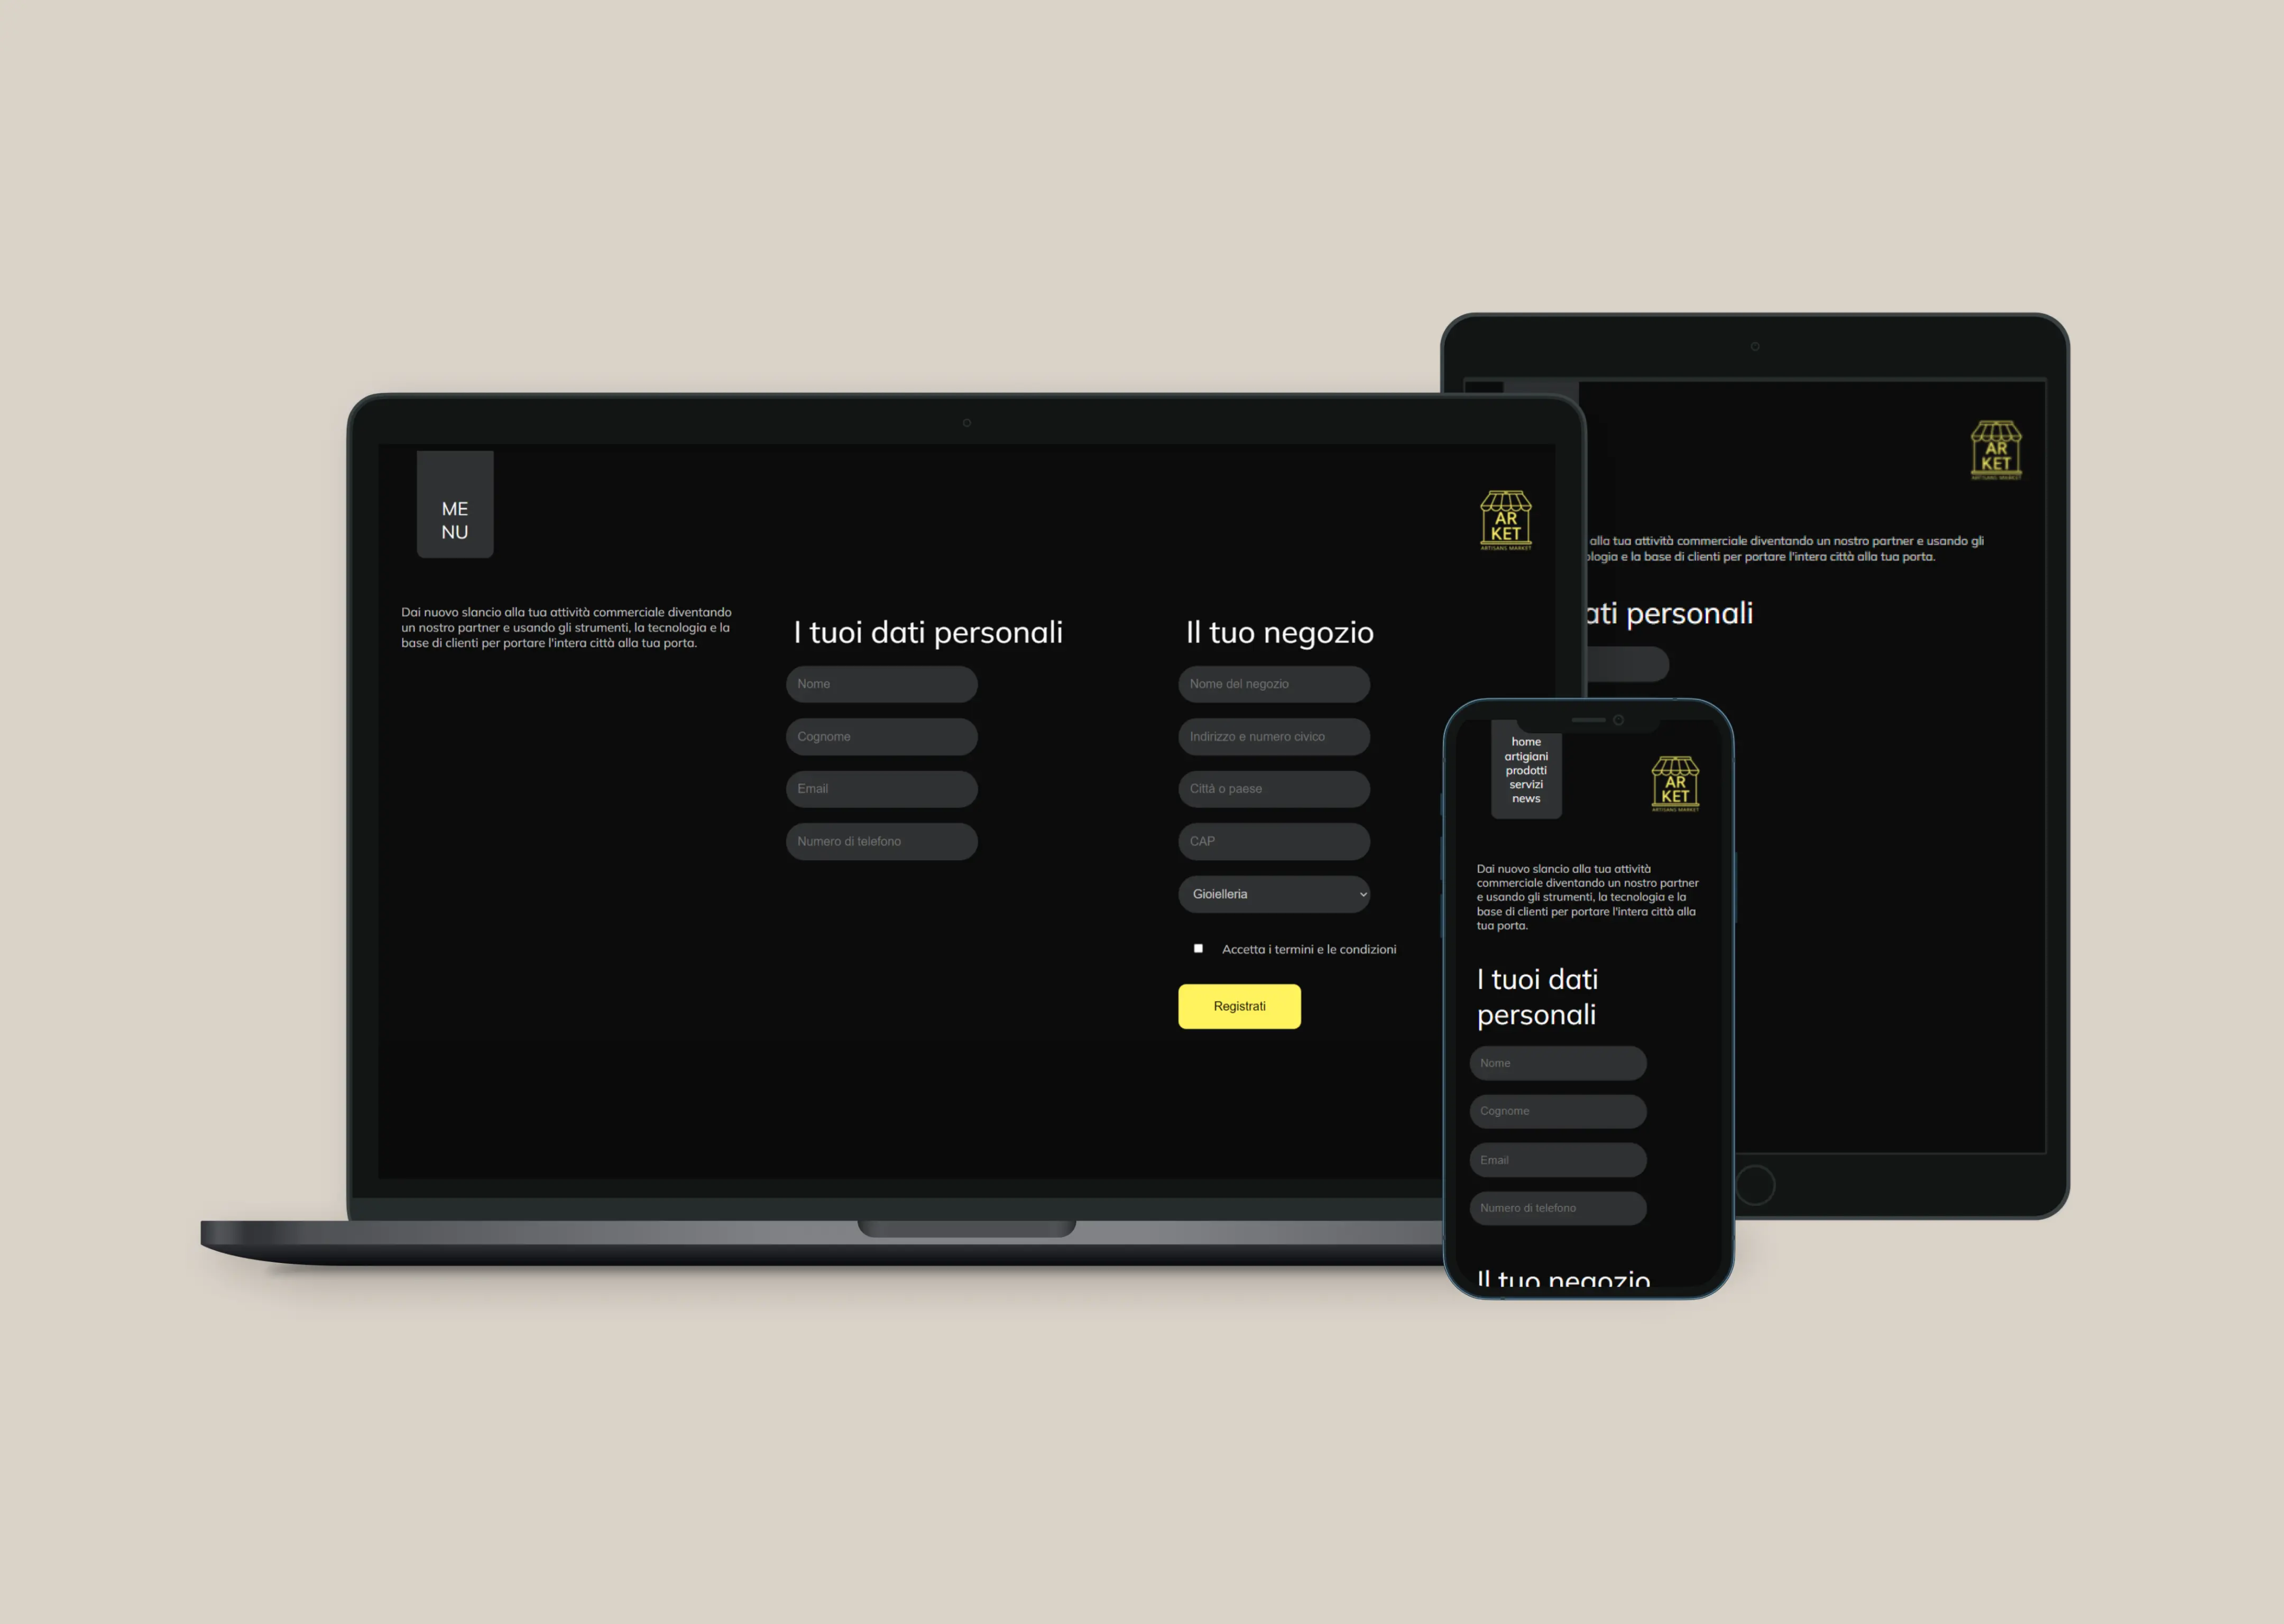 ME
NU
AR
KET
ARTISANS MARKET
Dai nuovo slancio alla tua attività commerciale diventando
un nostro partner e usando gli strumenti, la tecnologia e la
base di clienti per portare l'intera città alla tua porta.
I tuoi dati personali
Nome
Cognome
Email
Numero di telefono
Il tuo negozio
Nome del negozio
Indirizzo e numero civico
Città o paese
CAP
Gioielleria
Accetta i termini e le condizioni
Registrati
AR
KET
ARTISANS MARKET
alla tua attività commerciale diventando un nostro partner e usando gli
ologia e la base di clienti per portare l'intera città alla tua porta.
ati personali
home
artigiani
prodotti
servizi
news
AR
KET
ARTISANS MARKET
Dai nuovo slancio alla tua attività
commerciale diventando un nostro partner
e usando gli strumenti, la tecnologia e la
base di clienti per portare l'intera città alla
tua porta.
I tuoi dati
personali
Nome
Cognome
Email
Numero di telefono
Il tuo negozio